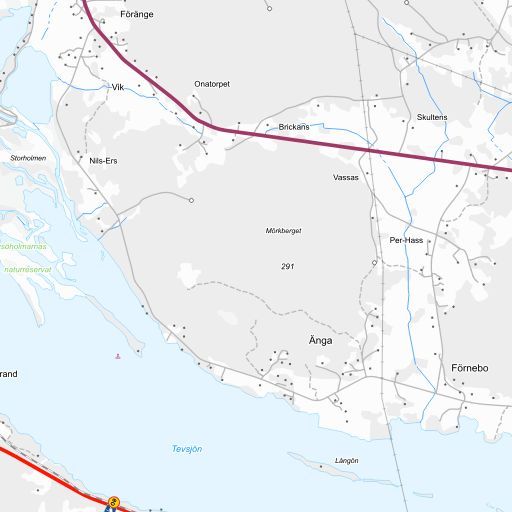 Föränge
Onatorpet
Vik
Skultens
Brickans
Storholmen
Nils-Ers
Vassas
Mörkberget
Per-Hass
naturreservat
291
Änga
Förnebo
rand
Tevsjön
Långön